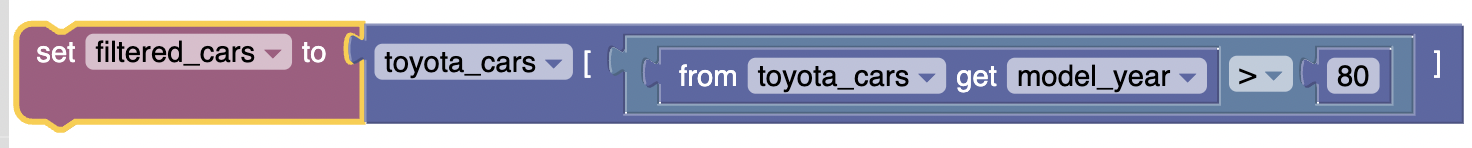 set filtered_cars to toyota_cars [ from toyota_cars get model_year > 80 ]